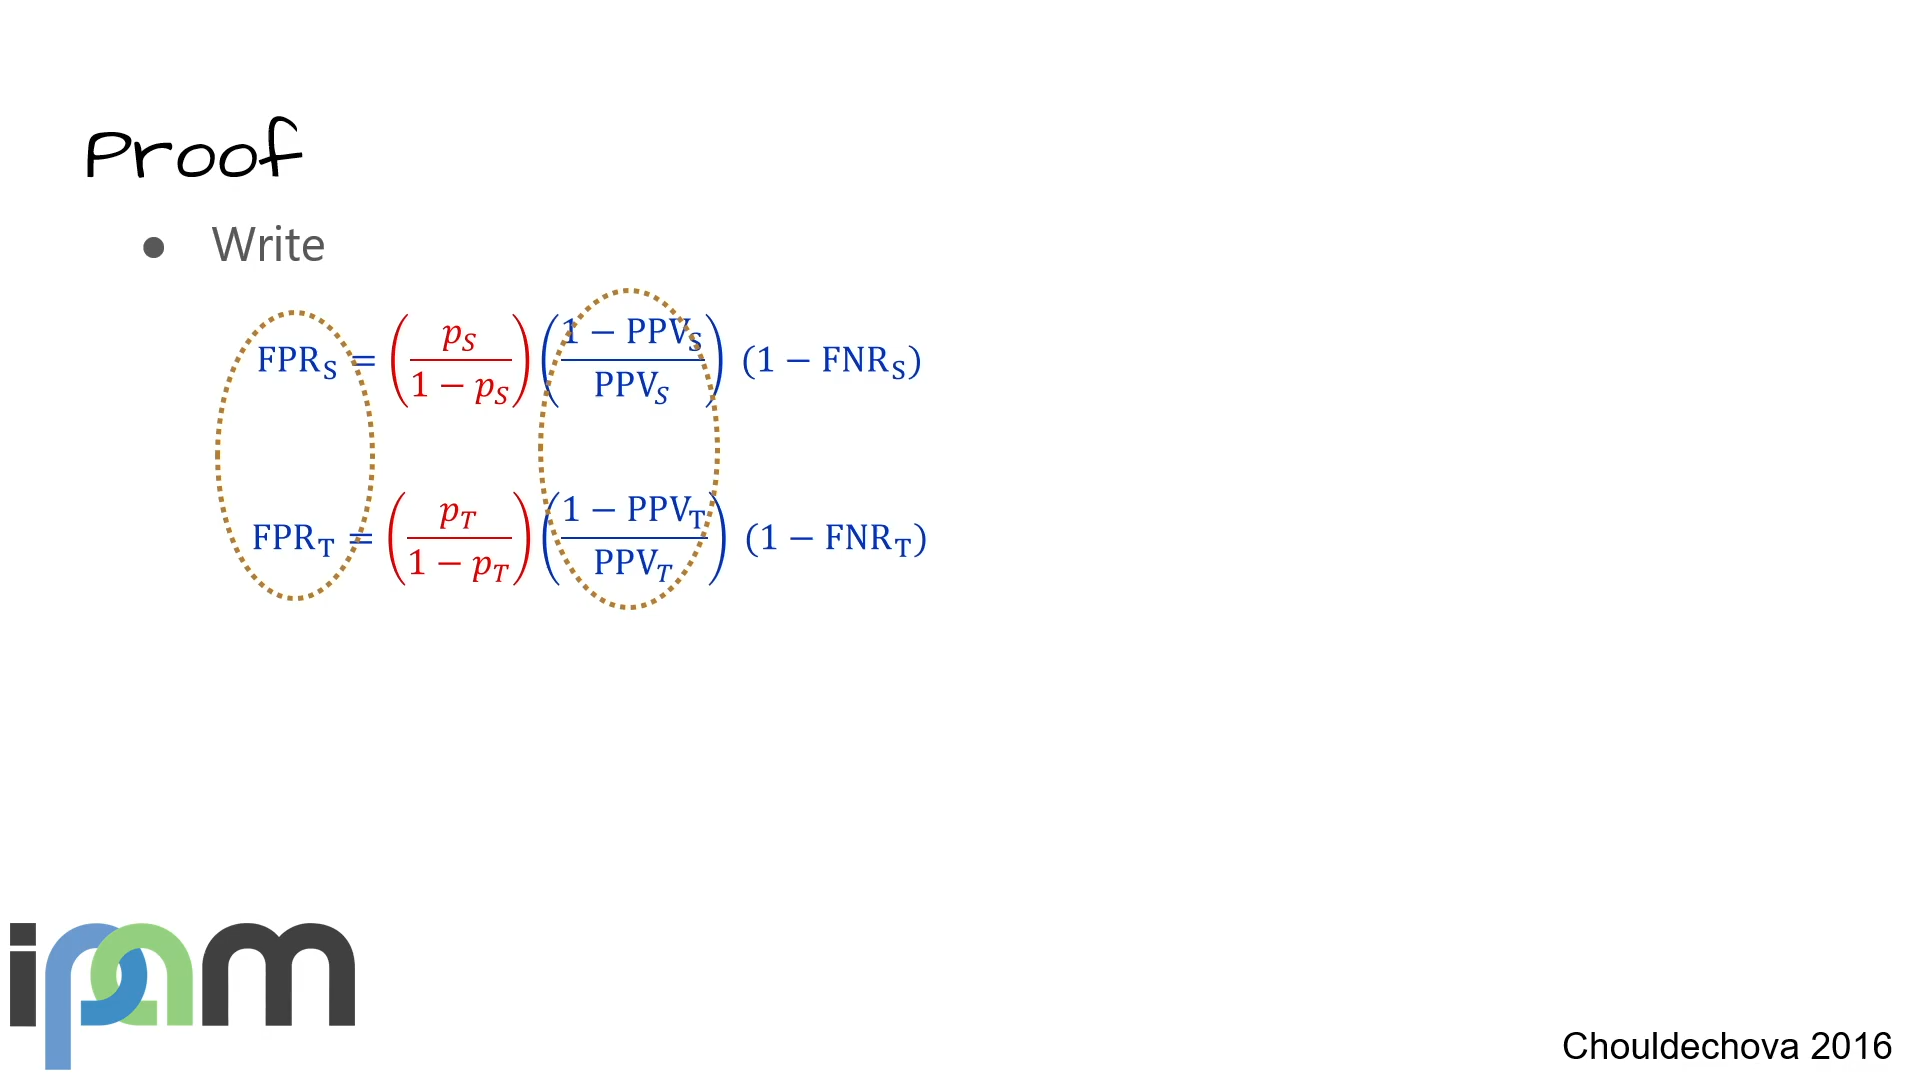 Proof
● Write
FPR_S = (p_S / (1 − p_S)) ((1 − PPV_S) / PPV_S) (1 − FNR_S)
FPR_T = (p_T / (1 − p_T)) ((1 − PPV_T) / PPV_T) (1 − FNR_T)
ipam
Chouldechova 2016